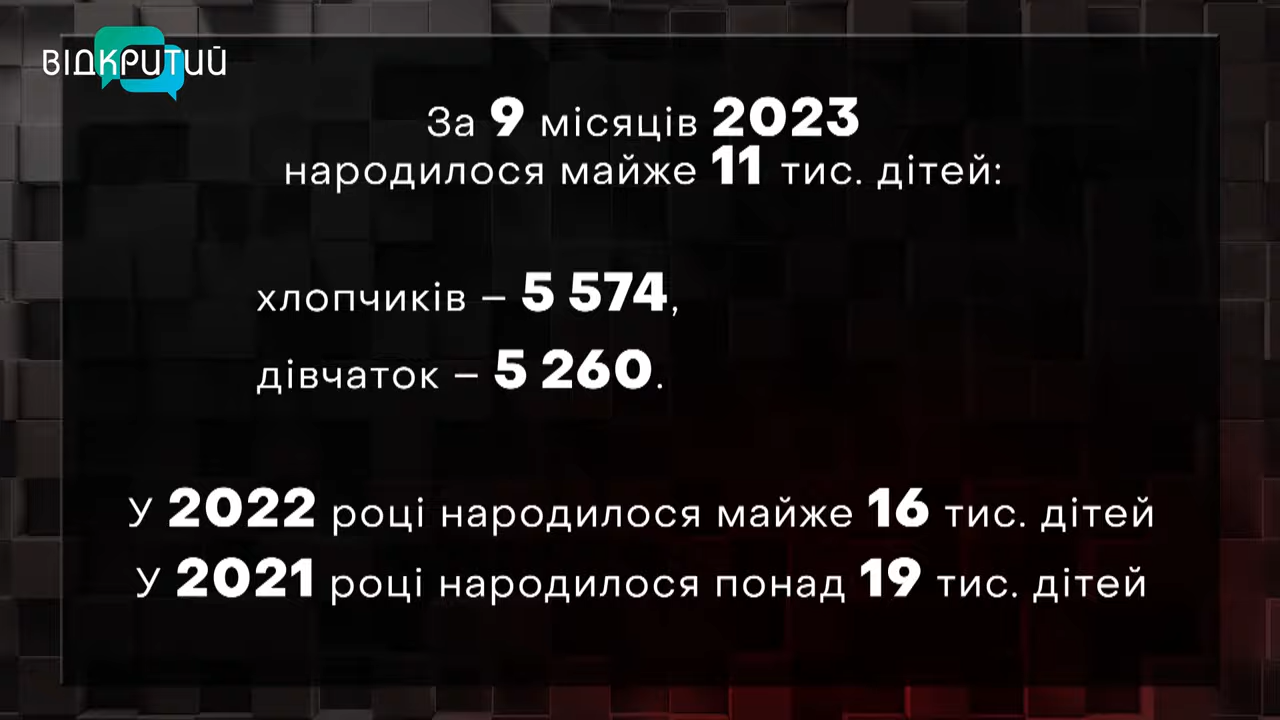 ВІДКРИТИЙ
За 9 місяців 2023
народилося майже 11 тис. дітей:
хлопчиків – 5 574,
дівчаток – 5 260.
У 2022 році народилося майже 16 тис. дітей
У 2021 році народилося понад 19 тис. дітей